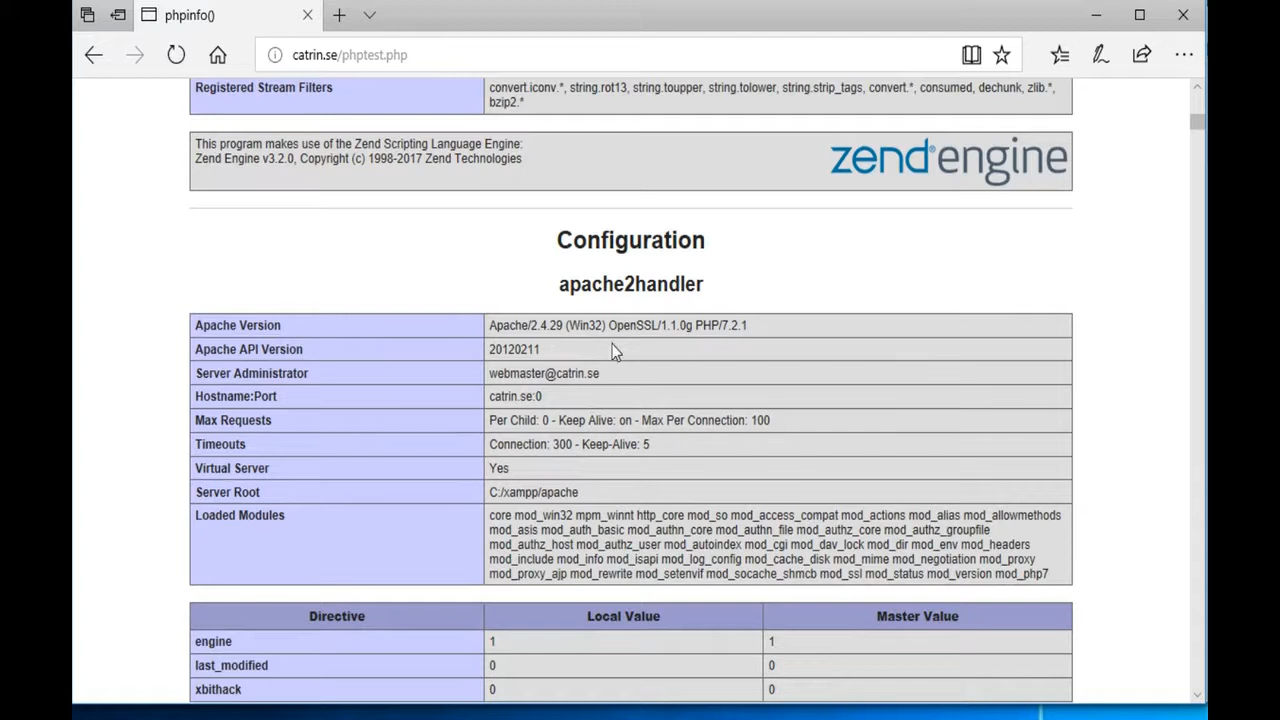 phpinfo()
catrin.se/phptest.php
Registered Stream Filters convert.iconv.*, string.rot13, string.toupper, string.tolower, string.strip_tags, convert.*, consumed, dechunk, zlib.*,
bzip2.*
This program makes use of the Zend Scripting Language Engine:
Zend Engine v3.2.0, Copyright (c) 1998-2017 Zend Technologies
zend engine
Configuration
apache2handler
Apache Version Apache/2.4.29 (Win32) OpenSSL/1.1.0g PHP/7.2.1
Apache API Version 20120211
Server Administrator webmaster@catrin.se
Hostname:Port catrin.se:0
Max Requests Per Child: 0 - Keep Alive: on - Max Per Connection: 100
Timeouts Connection: 300 - Keep-Alive: 5
Virtual Server Yes
Server Root C:/xampp/apache
Loaded Modules core mod_win32 mpm_winnt http_core mod_so mod_access_compat mod_actions mod_alias mod_allowmethods
mod_asis mod_auth_basic mod_authn_core mod_authn_file mod_authz_core mod_authz_groupfile
mod_authz_host mod_authz_user mod_autoindex mod_cgi mod_dav_lock mod_dir mod_env mod_headers
mod_include mod_info mod_isapi mod_log_config mod_cache_disk mod_mime mod_negotiation mod_proxy
mod_proxy_ajp mod_rewrite mod_setenvif mod_socache_shmcb mod_ssl mod_status mod_version mod_php7
Directive Local Value Master Value
engine 1 1
last_modified 0 0
xbithack 0 0